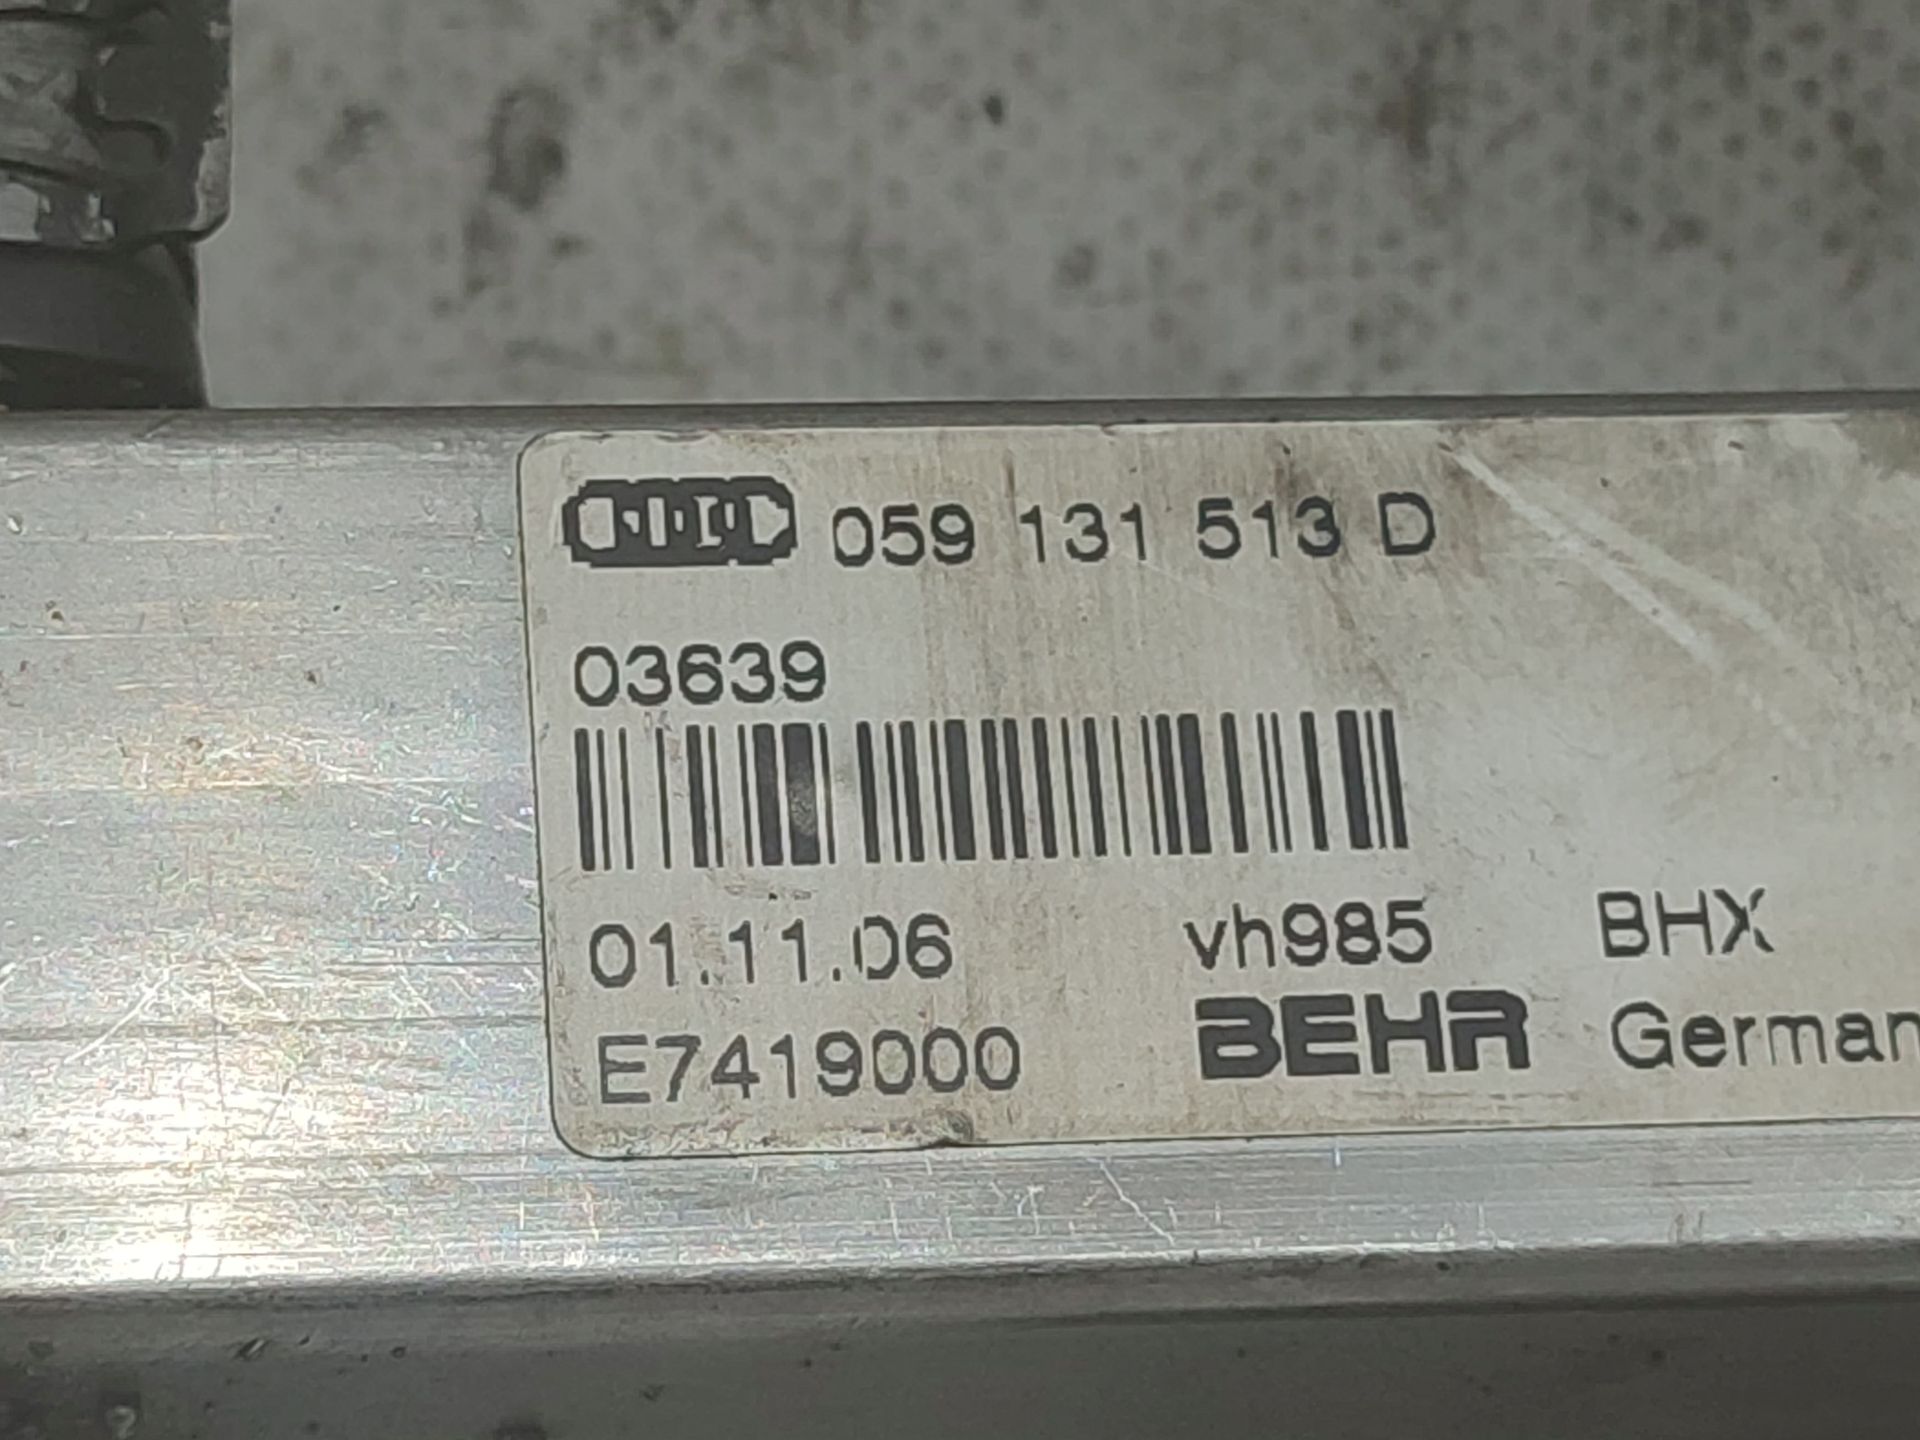 059 131 513 D
03639
01.11.06 vh985 BHX
E7419000 BEHR German